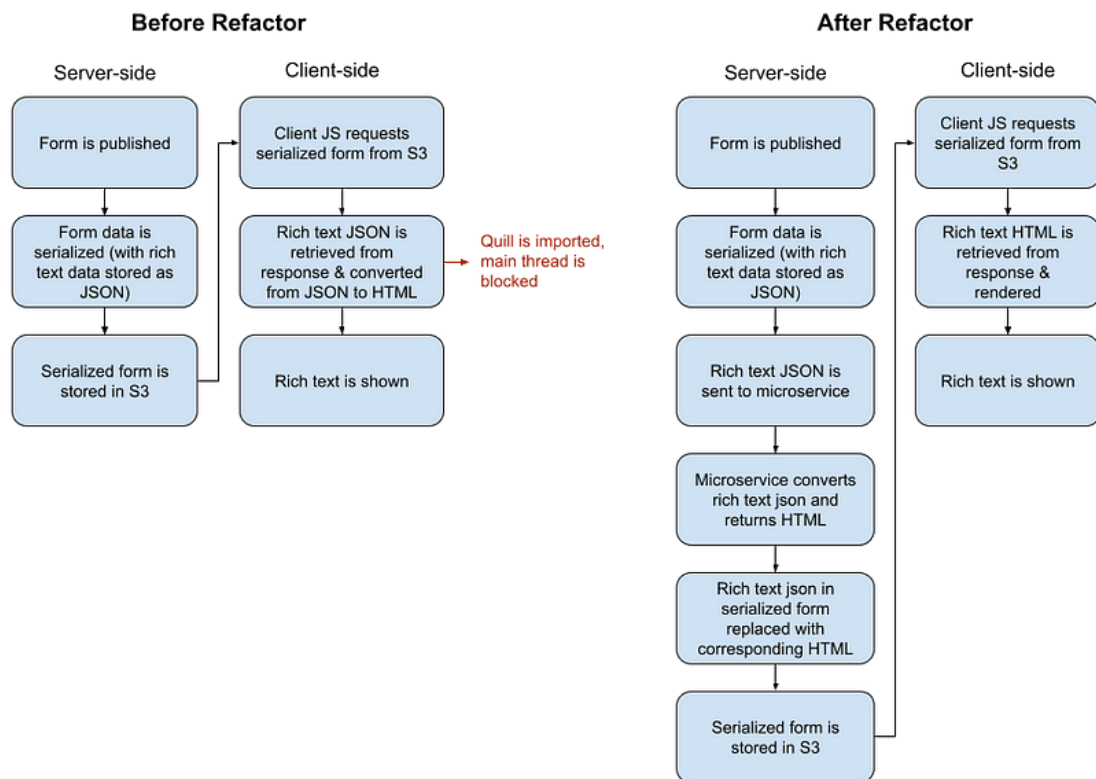 Before Refactor
Server-side
Client-side
Form is published
Form data is
serialized (with rich
text data stored as
JSON)
Serialized form is
stored in S3
Client JS requests
serialized form from S3
Rich text JSON is
retrieved from
response & converted
from JSON to HTML
Quill is imported,
main thread is
blocked
Rich text is shown
After Refactor
Server-side
Client-side
Form is published
Form data is
serialized (with rich
text data stored as
JSON)
Rich text JSON is
sent to microservice
Microservice converts
rich text json and
returns HTML
Rich text json in
serialized form
replaced with
corresponding HTML
Serialized form is
stored in S3
Client JS requests
serialized form from
S3
Rich text HTML is
retrieved from
response &
rendered
Rich text is shown